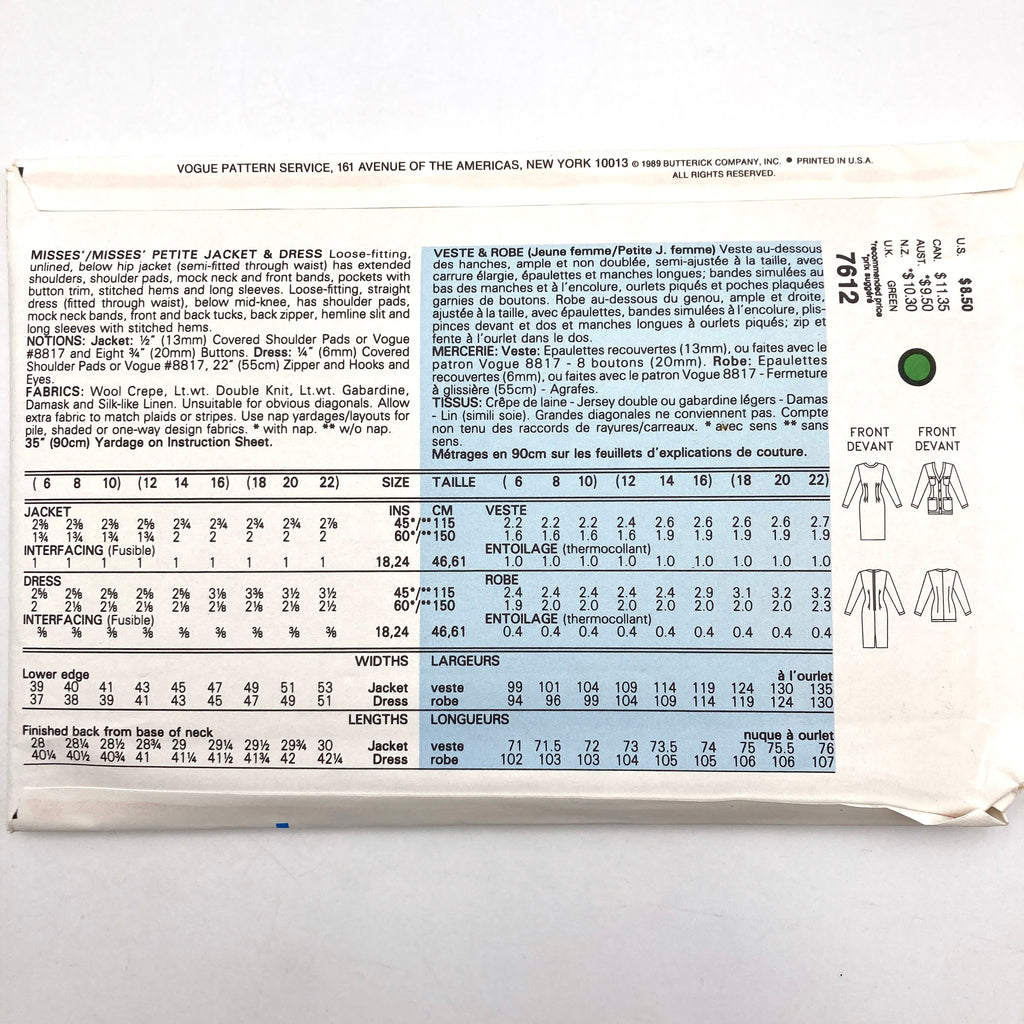 VOGUE PATTERN SERVICE, 161 AVENUE OF THE AMERICAS, NEW YORK 10013 © 1989 BUTTERICK COMPANY, INC. ● PRINTED IN U.S.A.
ALL RIGHTS RESERVED.
MISSES'/MISSES' PETITE JACKET & DRESS Loose-fitting,
unlined, below hip jacket (semi-fitted through waist) has extended
shoulders, shoulder pads, mock neck and front bands, pockets with
button trim, stitched hems and long sleeves. Loose-fitting, straight
dress (fitted through waist), below mid-knee, has shoulder pads,
mock neck bands, front and back tucks, back zipper, hemline slit and
long sleeves with stitched hems.
NOTIONS: Jacket: ½" (13mm) Covered Shoulder Pads or Vogue
#8817 and Eight ¾" (20mm) Buttons. Dress: ¼" (6mm) Covered
Shoulder Pads or Vogue #8817, 22" (55cm) Zipper and Hooks and
Eyes.
FABRICS: Wool Crepe, Lt.wt. Double Knit, Lt.wt. Gabardine,
Damask and Silk-like Linen. Unsuitable for obvious diagonals. Allow
extra fabric to match plaids or stripes. Use nap yardages/layouts for
pile, shaded or one-way design fabrics. * with nap. ** w/o nap.
35" (90cm) Yardage on Instruction Sheet.
VESTE & ROBE (Jeune femme/Petite J. femme) Veste au-dessous
des hanches, ample et non doublée, semi-ajustée à la taille, avec
carrure élargie, épaulettes et manches longues; bandes simulées au
bas des manches et à l'encolure, ourlets piqués et poches plaquées
garnies de boutons. Robe au-dessous du genou, ample et droite,
ajustée à la taille, avec épaulettes, bandes simulées à l'encolure, plis-
pinces devant et dos et manches longues à ourlets piqués; zip et
fente à l'ourlet dans le dos.
MERCERIE: Veste: Epaulettes recouvertes (13mm), ou faites avec le
patron Vogue 8817 - 8 boutons (20mm). Robe: Epaulettes
recouvertes (6mm), ou faites avec le patron Vogue 8817 - Fermeture
à glissière (55cm) - Agrafes.
TISSUS: Crêpe de laine - Jersey double ou gabardine légers - Damas
- Lin (simili soie). Grandes diagonales ne conviennent pas. Compte
non tenu des raccords de rayures/carreaux. * avec sens ** sans
sens.
Métrages en 90cm sur les feuillets d'explications de couture.
( 6 8 10) (12 14 16) (18 20 22) SIZE TAILLE ( 6 8 10) (12 14 16) (18 20 22)
JACKET INS CM VESTE
2⅝ 2⅝ 2⅝ 2⅝ 2¾ 2¾ 2¾ 2¾ 2⅞ 45*/**115 2.2 2.2 2.2 2.4 2.6 2.6 2.6 2.6 2.7
1¾ 1¾ 1¾ 1¾ 2 2 2 2 2 60*/**150 1.6 1.6 1.6 1.6 1.9 1.9 1.9 1.9 1.9
INTERFACING (Fusible) ENTOILAGE (thermocollant)
1 1 1 1 1 1 1 1 1 18,24 46,61 1.0 1.0 1.0 1.0 1.0 1.0 1.0 1.0 1.0
DRESS ROBE
2⅝ 2⅝ 2⅝ 2⅝ 2⅝ 3⅛ 3⅜ 3½ 3½ 45*/**115 2.4 2.4 2.4 2.4 2.4 2.9 3.1 3.2 3.2
2 2⅛ 2⅛ 2⅛ 2⅛ 2⅛ 2⅛ 2⅛ 2½ 60*/**150 1.9 2.0 2.0 2.0 2.0 2.0 2.0 2.0 2.3
INTERFACING (Fusible) ENTOILAGE (thermocollant)
⅜ ⅜ ⅜ ⅜ ⅜ ⅜ ⅜ ⅜ ⅜ 18,24 46,61 0.4 0.4 0.4 0.4 0.4 0.4 0.4 0.4 0.4
WIDTHS LARGEURS
Lower edge à l'ourlet
39 40 41 43 45 47 49 51 53 Jacket veste 99 101 104 109 114 119 124 130 135
37 38 39 41 43 45 47 49 51 Dress robe 94 96 99 104 109 114 119 124 130
LENGTHS LONGUEURS
Finished back from base of neck nuque à ourlet
28 28¼ 28½ 28¾ 29 29¼ 29½ 29¾ 30 Jacket veste 71 71.5 72 73 73.5 74 75 75.5 76
40¼ 40½ 40¾ 41 41¼ 41½ 41¾ 42 42¼ Dress robe 102 103 103 104 105 105 106 106 107
U.S. $8.50
CAN. $11.35
AUST. *$9.50
N.Z. *$10.30
U.K. GREEN
*recommended price
*prix suggéré
7612
FRONT
DEVANT
FRONT
DEVANT